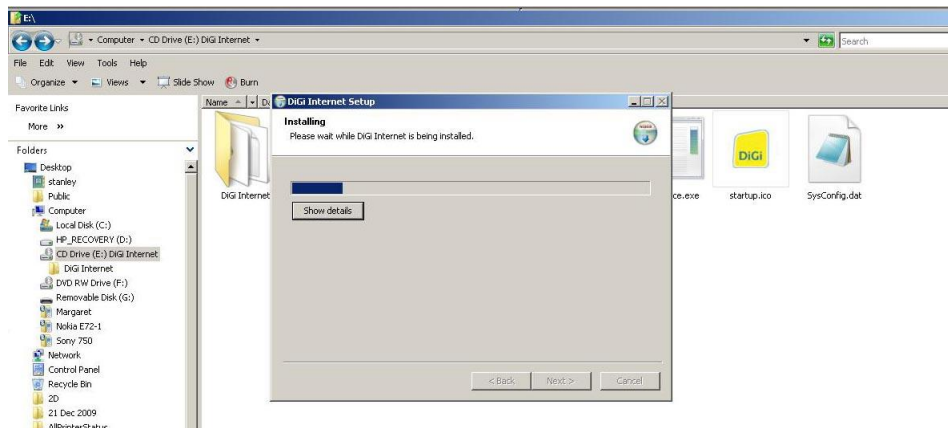 E:\
Computer CD Drive (E:) DiGi Internet
Search
File Edit View Tools Help
Organize Views Slide Show Burn
Favorite Links
More »
Folders
Desktop
stanley
Public
Computer
Local Disk (C:)
HP_RECOVERY (D:)
CD Drive (E:) DiGi Internet
DiGi Internet
DVD RW Drive (F:)
Removable Disk (G:)
Margaret
Nokia E72-1
Sony 750
Network
Control Panel
Recycle Bin
2D
21 Dec 2009
AllPrinterStatus
Name
DiGi Internet
DiGi Internet Setup
Installing
Please wait while DiGi Internet is being installed.
Show details
< Back Next > Cancel
ce.exe
DiGi
startup.ico
SysConfig.dat